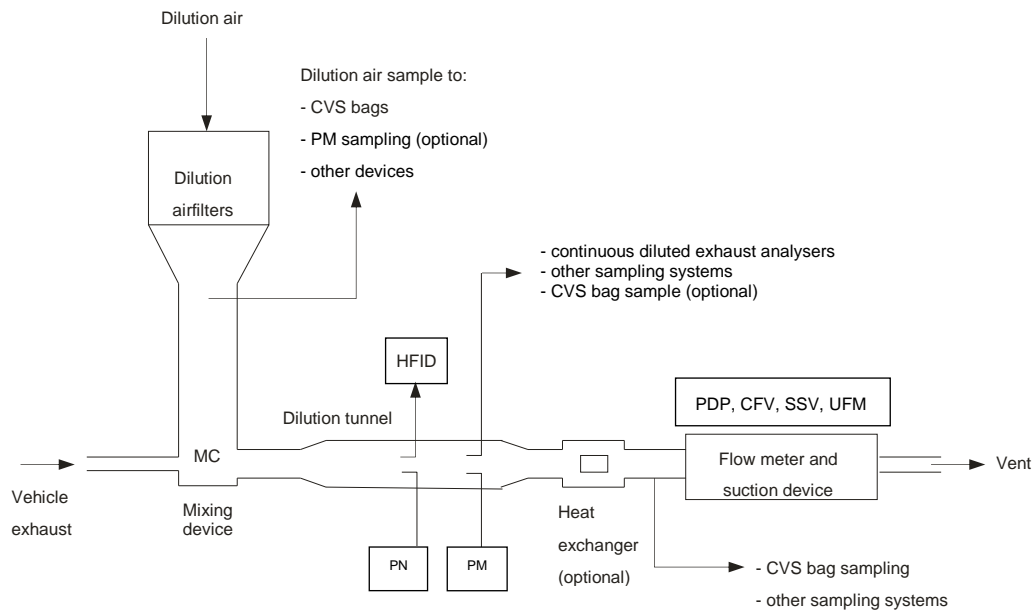 Dilution air
Dilution air sample to:
- CVS bags
- PM sampling (optional)
- other devices
Dilution
airfilters
- continuous diluted exhaust analysers
- other sampling systems
- CVS bag sample (optional)
HFID
PDP, CFV, SSV, UFM
Dilution tunnel
MC
Flow meter and
suction device
Vent
Vehicle
exhaust
Mixing
device
Heat
exchanger
(optional)
PN
PM
- CVS bag sampling
- other sampling systems